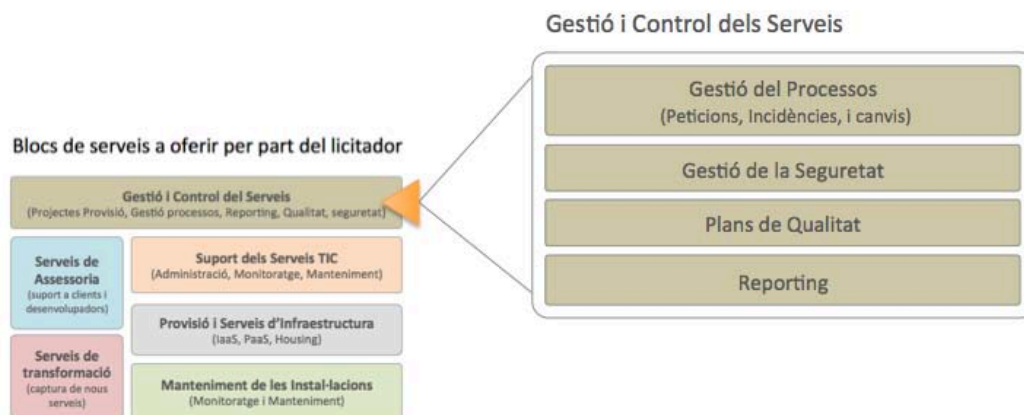 Gestió i Control dels Serveis
Gestió del Processos
(Peticions, Incidències, i canvis)
Gestió de la Seguretat
Plans de Qualitat
Reporting
Blocs de serveis a oferir per part del licitador
Gestió i Control del Serveis
(Projectes Provisió, Gestió processos, Reporting, Qualitat, seguretat)
Serveis de
Assessoria
(suport a clients i
desenvolupadors)
Suport dels Serveis TIC
(Administració, Monitoratge, Manteniment)
Provisió i Serveis d'Infraestructura
(IaaS, PaaS, Housing)
Serveis de
transformació
(captura de nous
serveis)
Manteniment de les Instal·lacions
(Monitoratge i Manteniment)